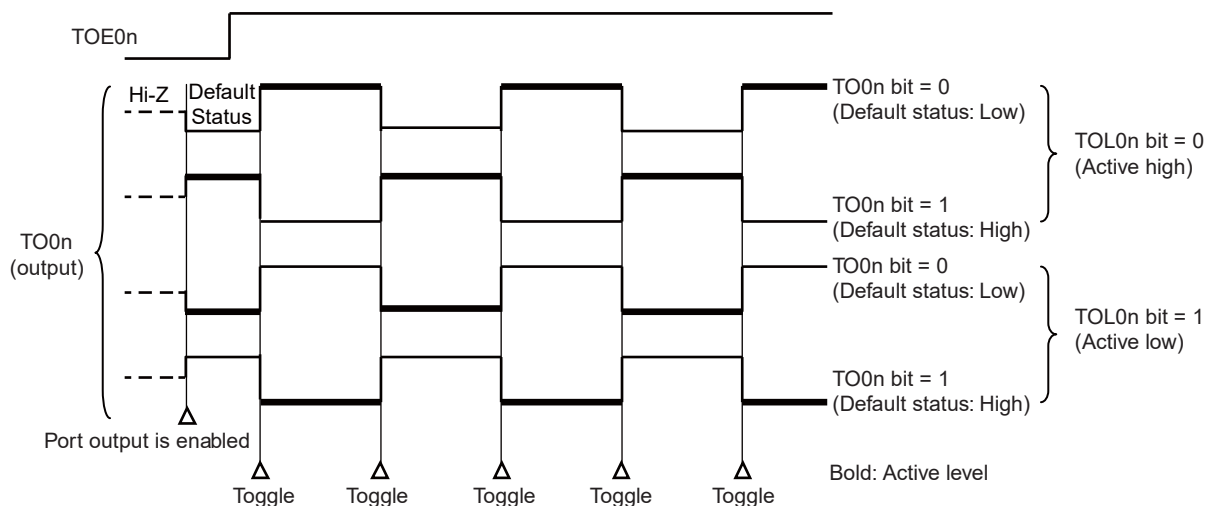 TOE0n
Hi-Z
Default
Status
TO0n bit = 0
(Default status: Low)
TOL0n bit = 0
(Active high)
TO0n bit = 1
(Default status: High)
TO0n
(output)
TO0n bit = 0
(Default status: Low)
TOL0n bit = 1
(Active low)
TO0n bit = 1
(Default status: High)
Port output is enabled
Bold: Active level
Toggle Toggle Toggle Toggle Toggle